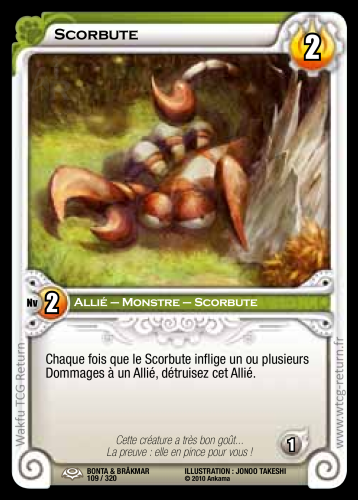 SCORBUTE
2
Nv 2 ALLIÉ – MONSTRE – SCORBUTE
Chaque fois que le Scorbute inflige un ou plusieurs
Dommages à un Allié, détruisez cet Allié.
Cette créature a très bon goût...
La preuve : elle en pince pour vous !
1
BONTA & BRÂKMAR
109 / 320
ILLUSTRATION : JONOO TAKESHI
© 2010 Ankama
Wakfu TCG Return
www.wtcg-return.fr